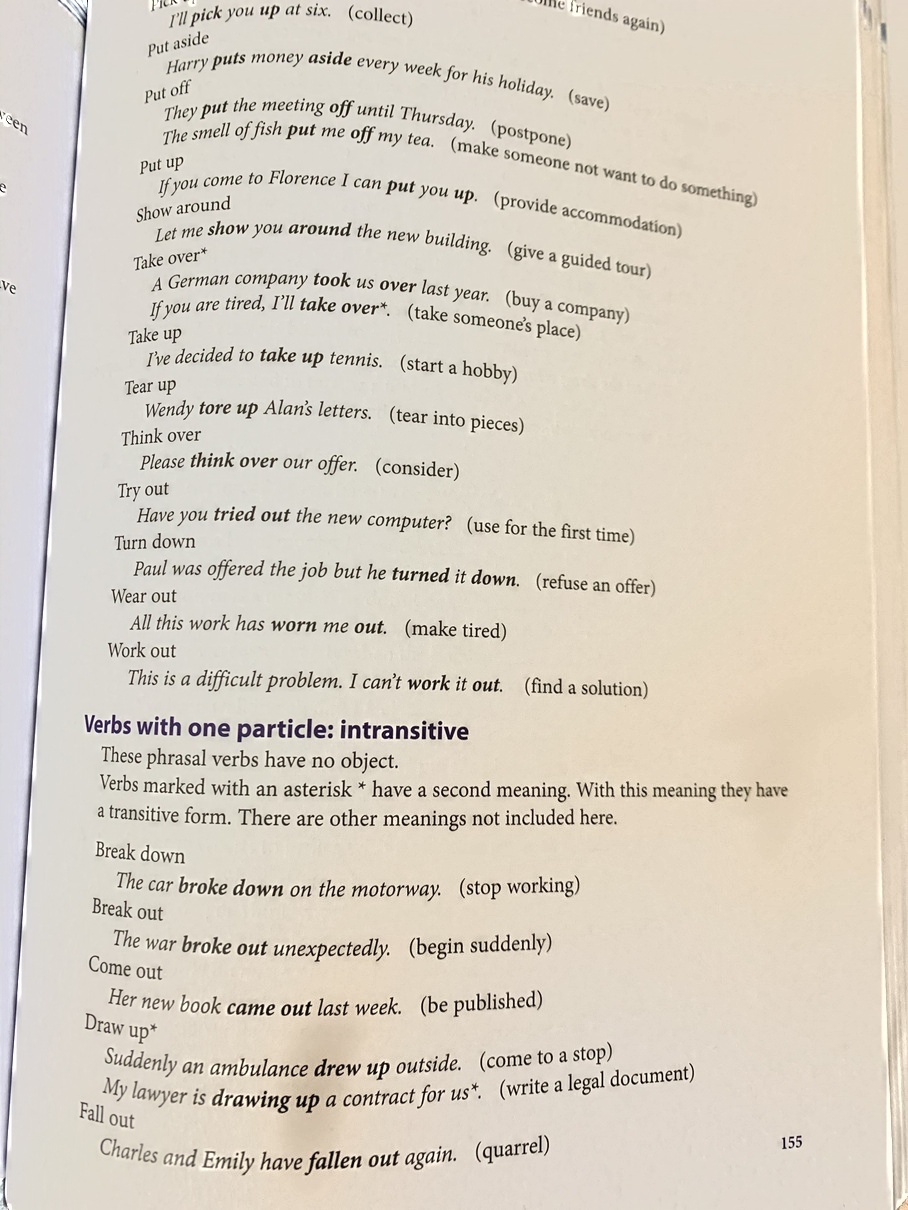 I'll pick you up at six. (collect)
friends again)
Put aside
Harry puts money aside every week for his holiday. (save)
Put off
They put the meeting off until Thursday. (postpone)
The smell of fish put me off my tea. (make someone not want to do something)
Put up
If you come to Florence I can put you up. (provide accommodation)
Show around
Let me show you around the new building. (give a guided tour)
Take over*
A German company took us over last year. (buy a company)
If you are tired, I'll take over*. (take someone's place)
Take up
I've decided to take up tennis. (start a hobby)
Tear up
Wendy tore up Alan's letters. (tear into pieces)
Think over
Please think over our offer. (consider)
Try out
Have you tried out the new computer? (use for the first time)
Turn down
Paul was offered the job but he turned it down. (refuse an offer)
Wear out
All this work has worn me out. (make tired)
Work out
This is a difficult problem. I can't work it out. (find a solution)
Verbs with one particle: intransitive
These phrasal verbs have no object.
Verbs marked with an asterisk * have a second meaning. With this meaning they have
a transitive form. There are other meanings not included here.
Break down
The car broke down on the motorway. (stop working)
Break out
The war broke out unexpectedly. (begin suddenly)
Come out
Her new book came out last week. (be published)
Draw up*
Suddenly an ambulance drew up outside. (come to a stop)
My lawyer is drawing up a contract for us*. (write a legal document)
Fall out
Charles and Emily have fallen out again. (quarrel)
155